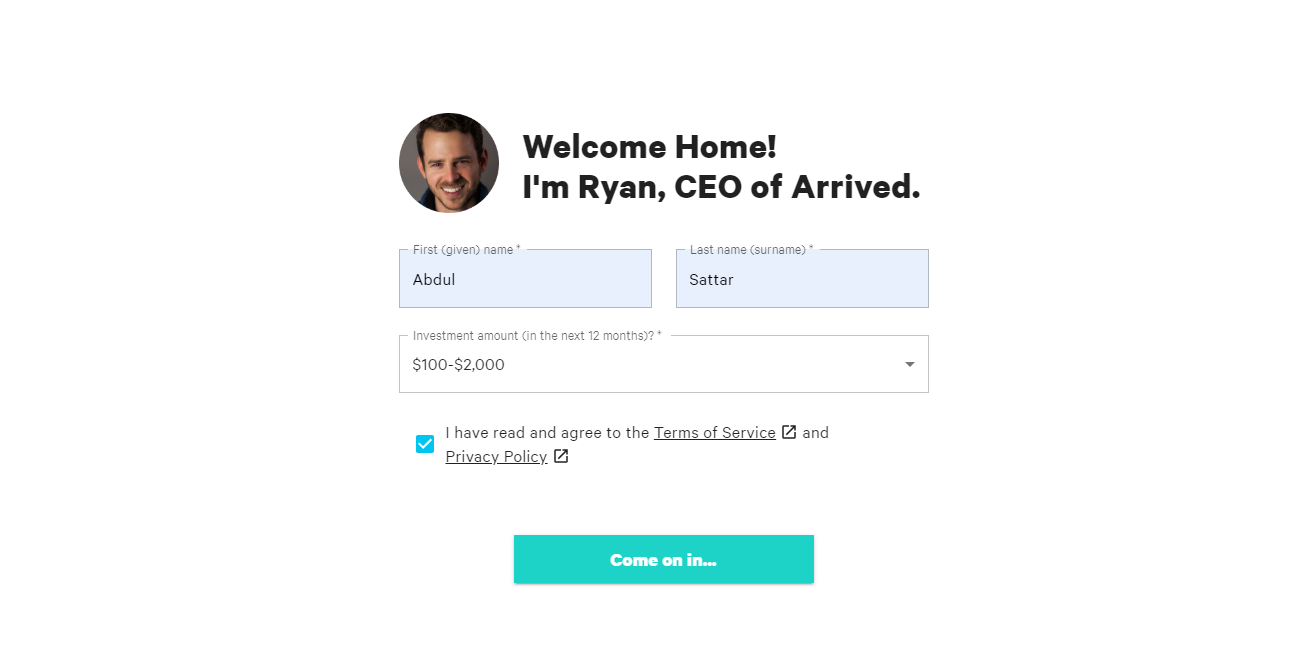 Welcome Home!
I'm Ryan, CEO of Arrived.
First (given) name *
Last name (surname) *
Abdul
Sattar
Investment amount (in the next 12 months)? *
$100-$2,000
I have read and agree to the Terms of Service and
Privacy Policy
Come on in...